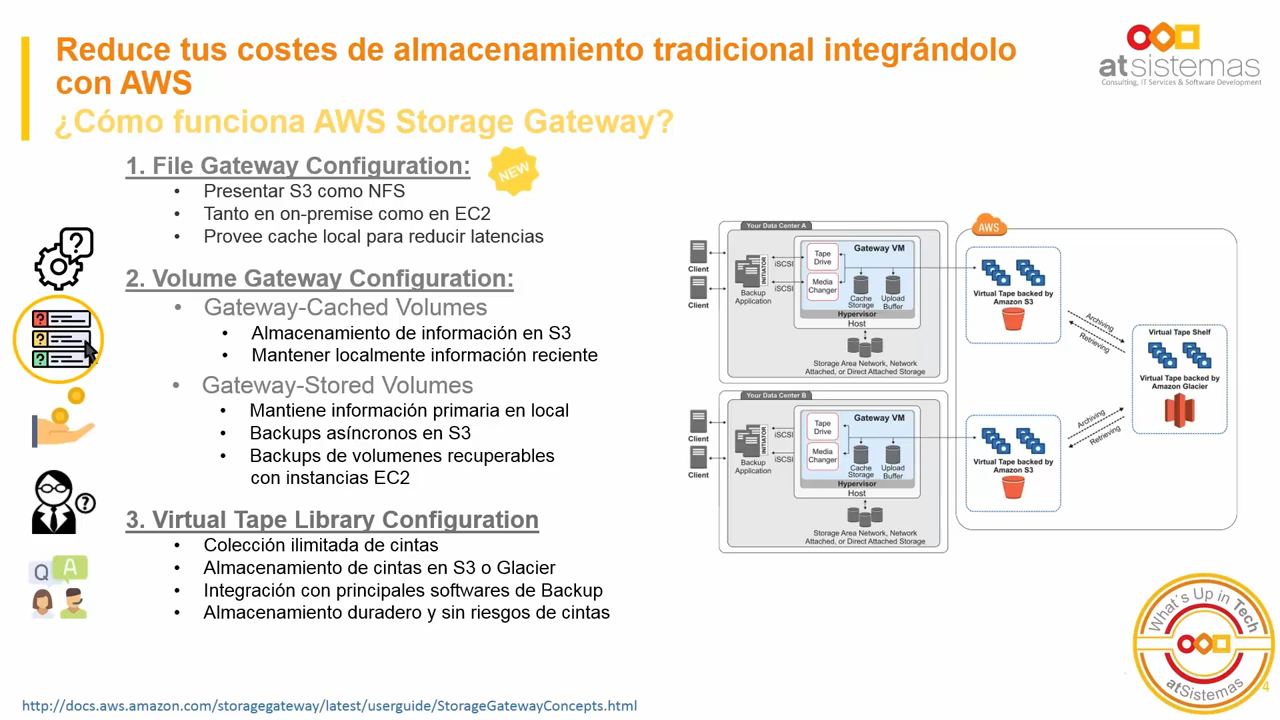 Reduce tus costes de almacenamiento tradicional integrándolo
con AWS
¿Cómo funciona AWS Storage Gateway?
atsistemas
Consulting, IT Services & Software Development
1. File Gateway Configuration:
NEW
• Presentar S3 como NFS
• Tanto en on-premise como en EC2
• Provee cache local para reducir latencias
2. Volume Gateway Configuration:
• Gateway-Cached Volumes
• Almacenamiento de información en S3
• Mantener localmente información reciente
• Gateway-Stored Volumes
• Mantiene información primaria en local
• Backups asíncronos en S3
• Backups de volumenes recuperables
con instancias EC2
3. Virtual Tape Library Configuration
• Colección ilimitada de cintas
• Almacenamiento de cintas en S3 o Glacier
• Integración con principales softwares de Backup
• Almacenamiento duradero y sin riesgos de cintas
?
?
?
?
?
Q A
Your Data Center A
Client
Client
Backup
Application
INITIATOR
iSCSI
iSCSI
Tape
Drive
Media
Changer
Gateway VM
Cache
Storage
Upload
Buffer
Hypervisor
Host
Storage Area Network, Network
Attached, or Direct Attached Storage
Your Data Center B
Client
Client
Backup
Application
INITIATOR
iSCSI
iSCSI
Tape
Drive
Media
Changer
Gateway VM
Cache
Storage
Upload
Buffer
Hypervisor
Host
Storage Area Network, Network
Attached, or Direct Attached Storage
AWS
Virtual Tape backed by
Amazon S3
Archiving
Retrieving
Virtual Tape Shelf
Virtual Tape backed by
Amazon Glacier
Archiving
Retrieving
Virtual Tape backed by
Amazon S3
What's Up in Tech
atSistemas
4
http://docs.aws.amazon.com/storagegateway/latest/userguide/StorageGatewayConcepts.html